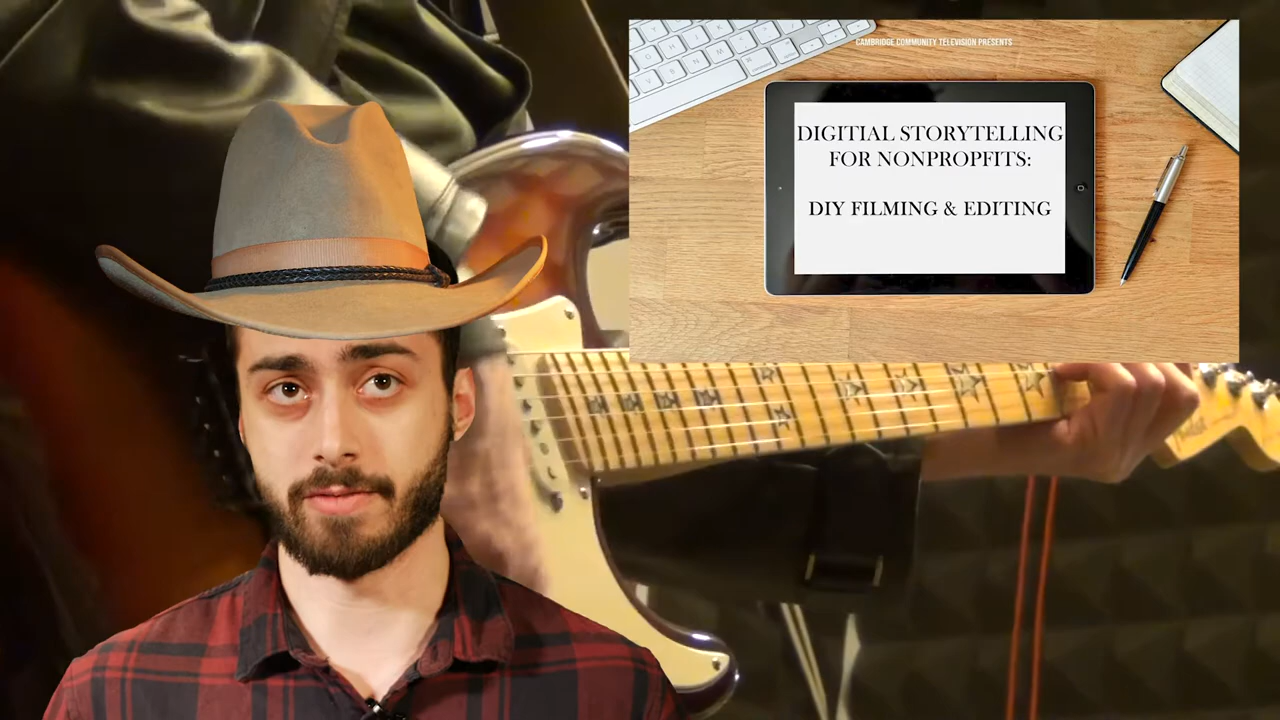 CAMBRIDGE COMMUNITY TELEVISION PRESENTS
DIGITIAL STORYTELLING
FOR NONPROPFITS:
DIY FILMING & EDITING